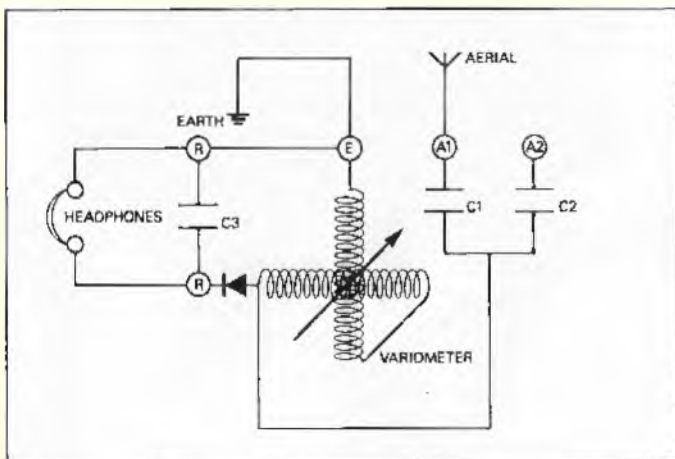 AERIAL
EARTH
R
E
A1
A2
HEADPHONES
C3
C1
C2
R
VARIOMETER